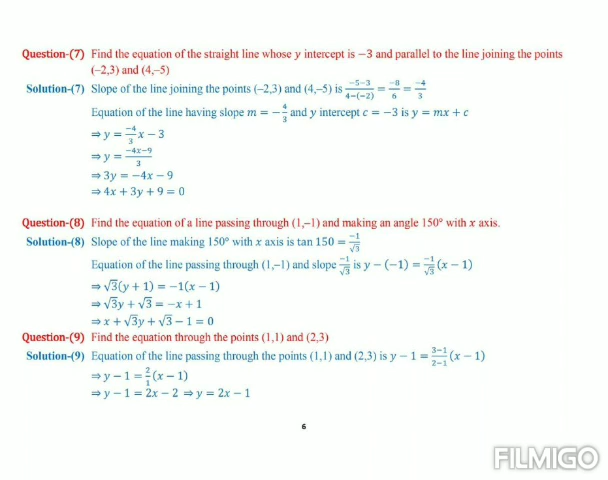 Question-(7) Find the equation of the straight line whose y intercept is −3 and parallel to the line joining the points
(−2,3) and (4,−5)
Solution-(7) Slope of the line joining the points (−2,3) and (4,−5) is (−5−3)/(4−(−2)) = −8/6 = −4/3
Equation of the line having slope m = −4/3 and y intercept c = −3 is y = mx + c
⇒ y = −4/3 x − 3
⇒ y = (−4x−9)/3
⇒ 3y = −4x − 9
⇒ 4x + 3y + 9 = 0
Question-(8) Find the equation of a line passing through (1,−1) and making an angle 150° with x axis.
Solution-(8) Slope of the line making 150° with x axis is tan 150 = −1/√3
Equation of the line passing through (1,−1) and slope −1/√3 is y − (−1) = −1/√3 (x − 1)
⇒ √3(y + 1) = −1(x − 1)
⇒ √3y + √3 = −x + 1
⇒ x + √3y + √3 − 1 = 0
Question-(9) Find the equation through the points (1,1) and (2,3)
Solution-(9) Equation of the line passing through the points (1,1) and (2,3) is y − 1 = (3−1)/(2−1) (x − 1)
⇒ y − 1 = 2/1 (x − 1)
⇒ y − 1 = 2x − 2 ⇒ y = 2x − 1
6
FILMIGO